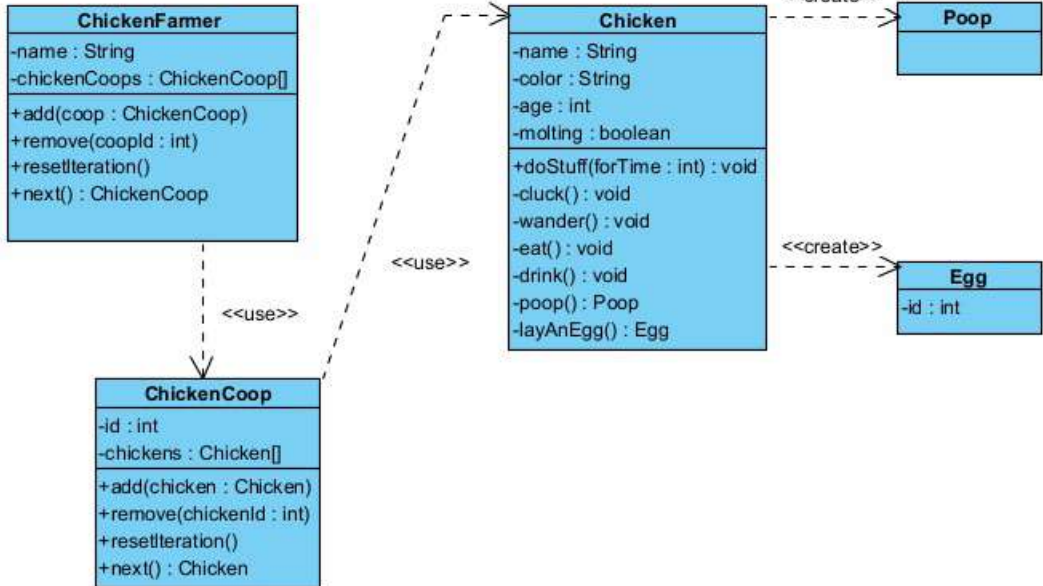 ChickenFarmer
-name : String
-chickenCoops : ChickenCoop[]
+add(coop : ChickenCoop)
+remove(coopId : int)
+resetIteration()
+next() : ChickenCoop
<<use>>
ChickenCoop
-id : int
-chickens : Chicken[]
+add(chicken : Chicken)
+remove(chickenId : int)
+resetIteration()
+next() : Chicken
<<use>>
Chicken
-name : String
-color : String
-age : int
-molting : boolean
+doStuff(forTime : int) : void
-cluck() : void
-wander() : void
-eat() : void
-drink() : void
-poop() : Poop
-layAnEgg() : Egg
<<create>>
Poop
<<create>>
Egg
-id : int